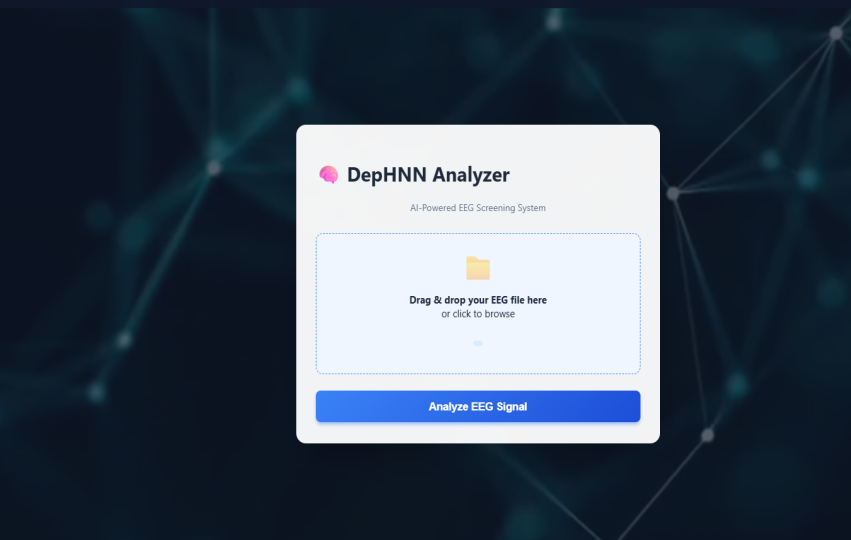 DepHNN Analyzer
AI-Powered EEG Screening System
Drag & drop your EEG file here
or click to browse
Analyze EEG Signal